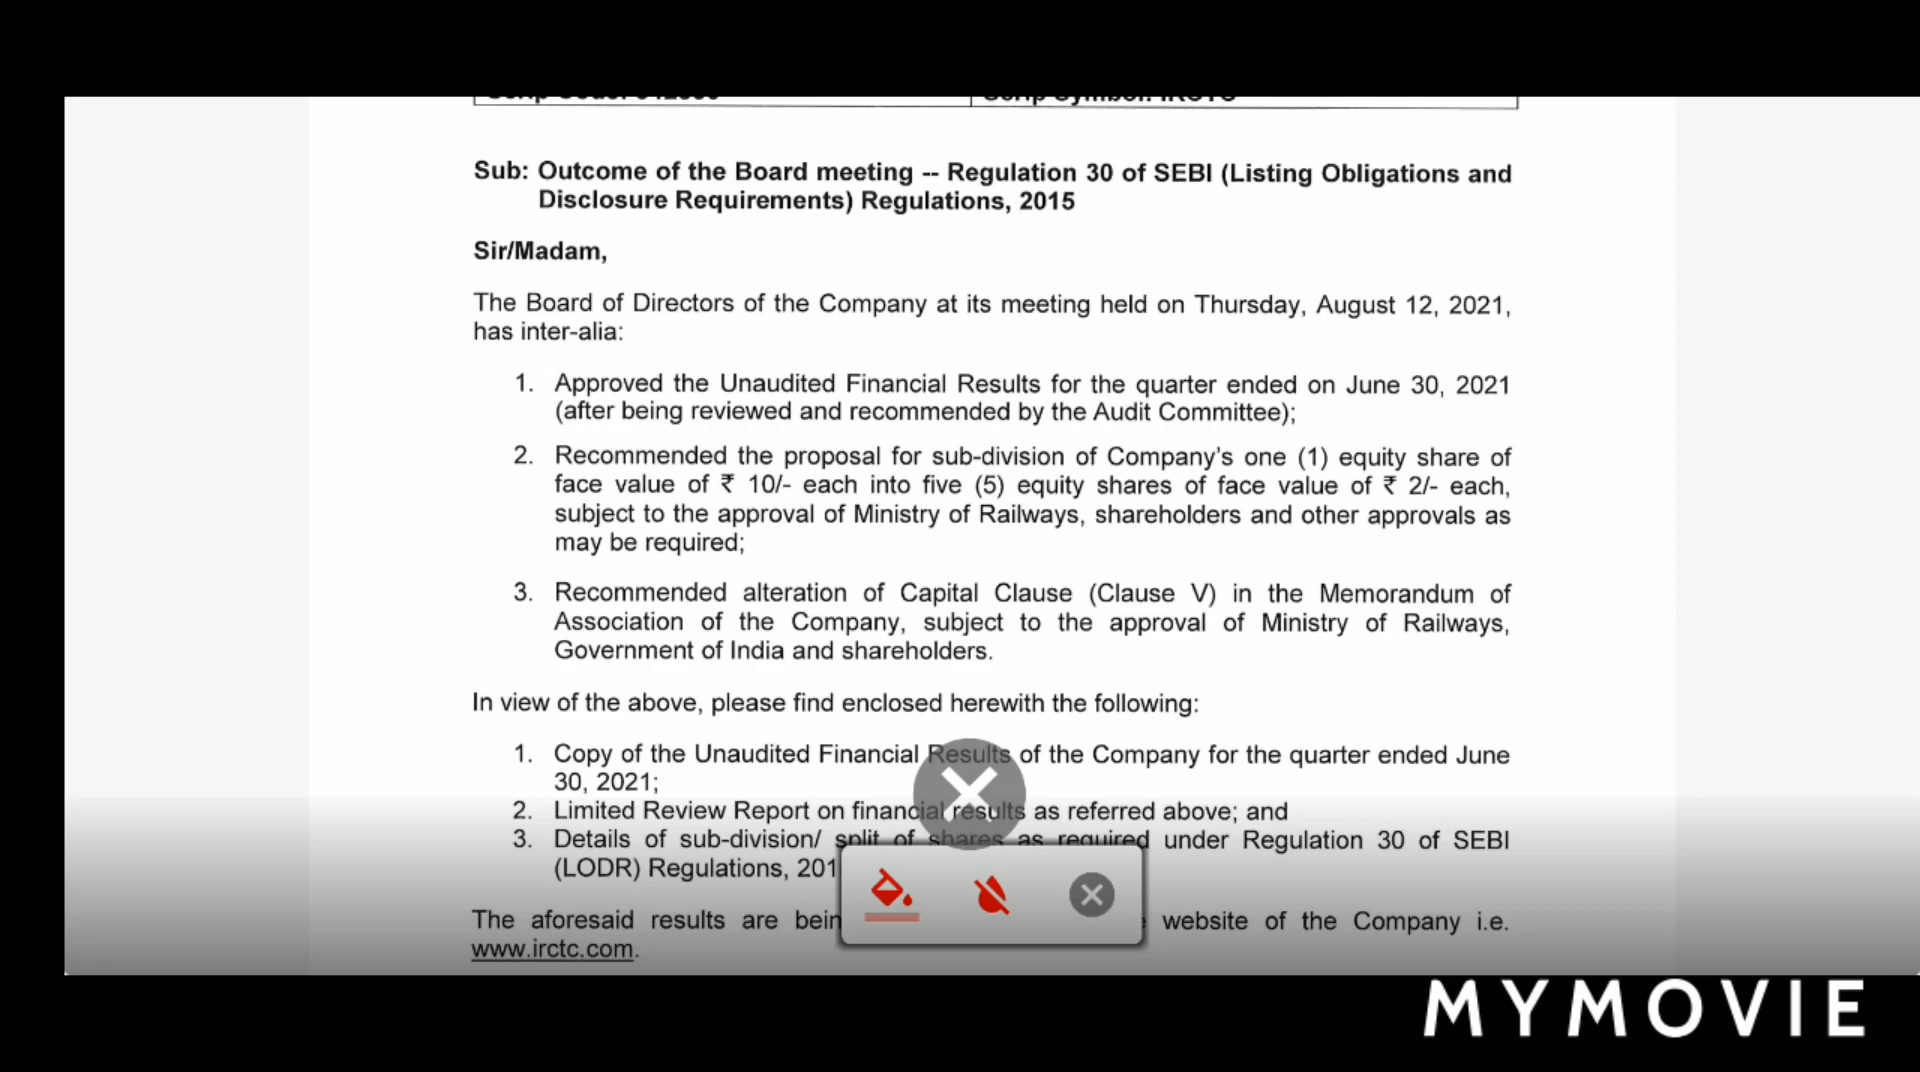 Sub: Outcome of the Board meeting -- Regulation 30 of SEBI (Listing Obligations and
Disclosure Requirements) Regulations, 2015
Sir/Madam,
The Board of Directors of the Company at its meeting held on Thursday, August 12, 2021,
has inter-alia:
1. Approved the Unaudited Financial Results for the quarter ended on June 30, 2021
(after being reviewed and recommended by the Audit Committee);
2. Recommended the proposal for sub-division of Company's one (1) equity share of
face value of ₹ 10/- each into five (5) equity shares of face value of ₹ 2/- each,
subject to the approval of Ministry of Railways, shareholders and other approvals as
may be required;
3. Recommended alteration of Capital Clause (Clause V) in the Memorandum of
Association of the Company, subject to the approval of Ministry of Railways,
Government of India and shareholders.
In view of the above, please find enclosed herewith the following:
1. Copy of the Unaudited Financial Results of the Company for the quarter ended June
30, 2021;
2. Limited Review Report on financial results as referred above; and
3. Details of sub-division/ split of shares as required under Regulation 30 of SEBI
(LODR) Regulations, 201
The aforesaid results are bein website of the Company i.e.
www.irctc.com.
MYMOVIE